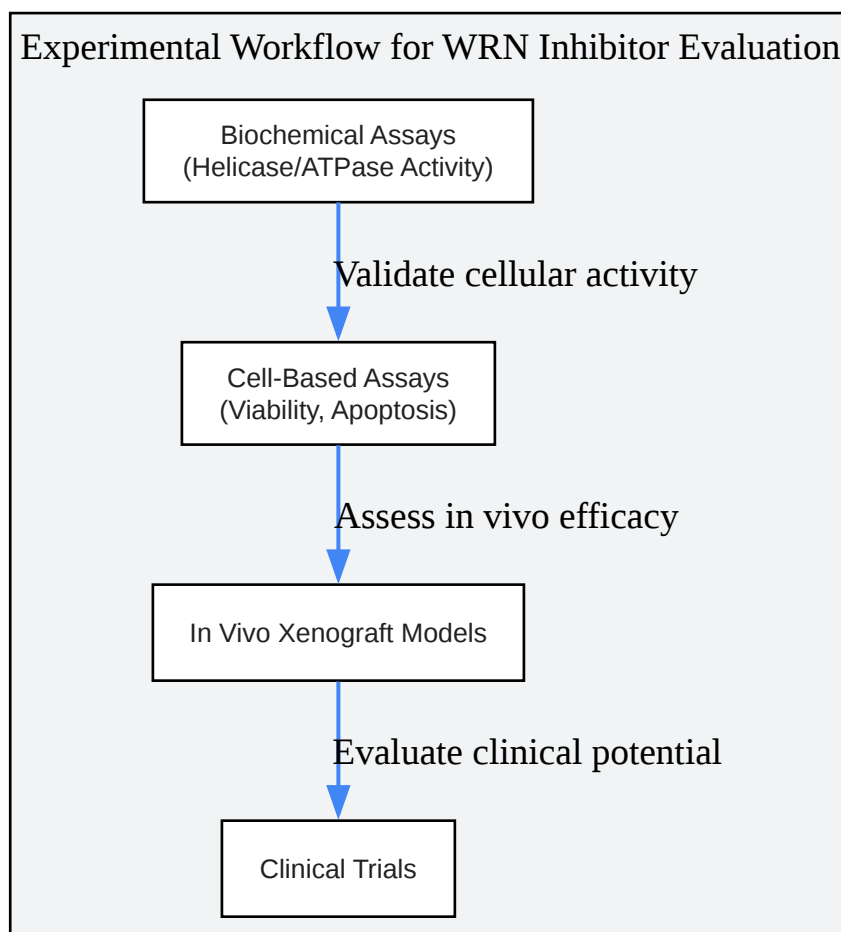 Experimental Workflow for WRN Inhibitor Evaluation
Biochemical Assays
(Helicase/ATPase Activity)
Validate cellular activity
Cell-Based Assays
(Viability, Apoptosis)
Assess in vivo efficacy
In Vivo Xenograft Models
Evaluate clinical potential
Clinical Trials